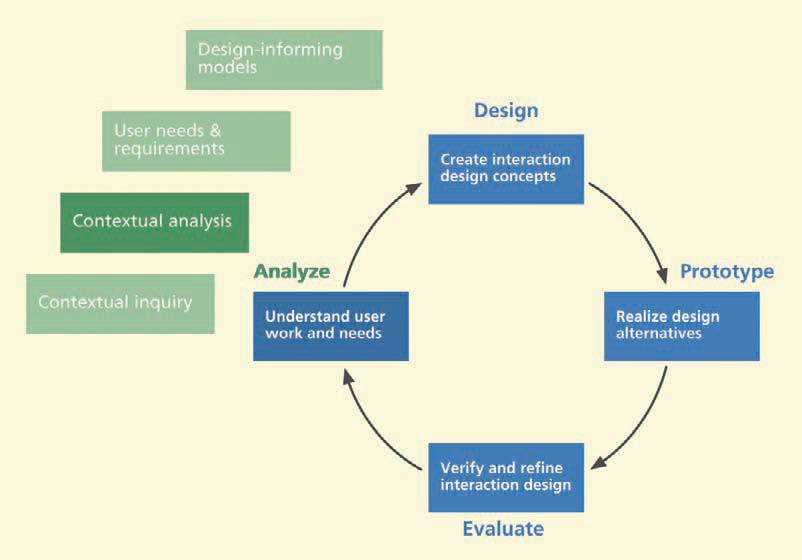 Design-informing
models
User needs &
requirements
Contextual analysis
Contextual inquiry
Design
Create interaction
design concepts
Analyze
Understand user
work and needs
Prototype
Realize design
alternatives
Verify and refine
interaction design
Evaluate